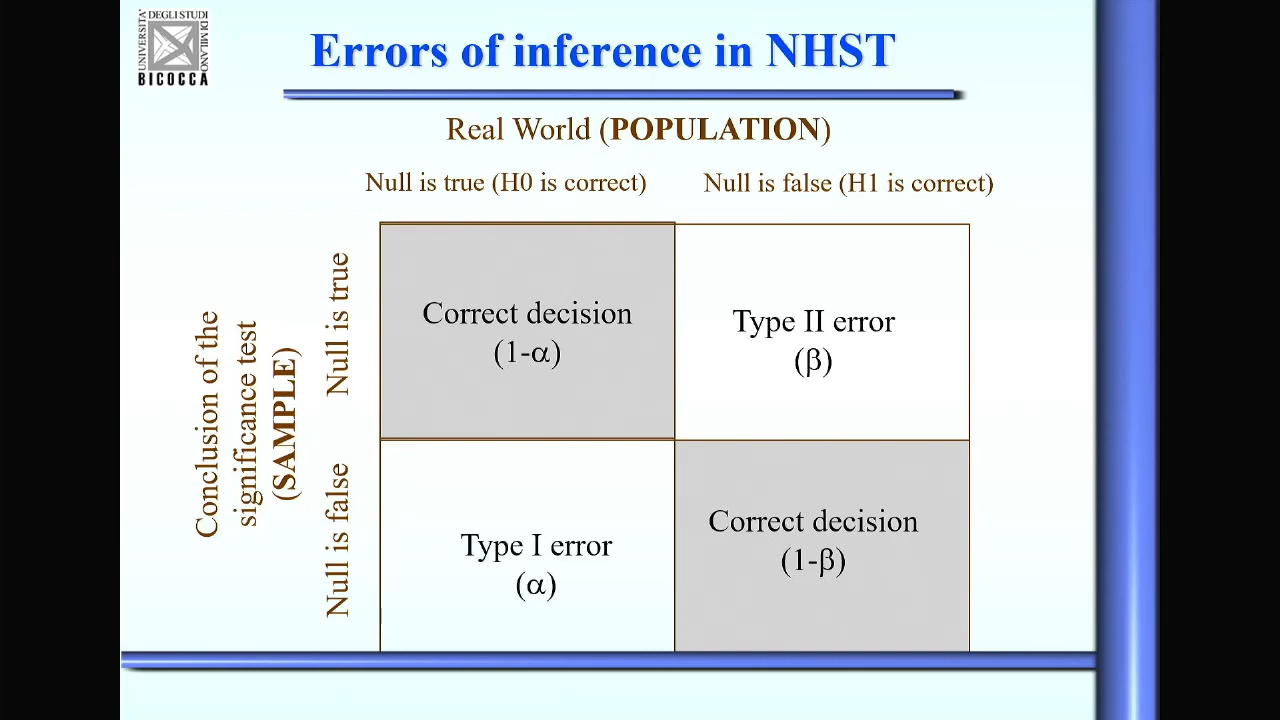 UNIVERSITA'
DEGLI STUDI
DI MILANO
BICOCCA
Errors of inference in NHST
Real World (POPULATION)
Null is true (H0 is correct)
Null is false (H1 is correct)
Conclusion of the
significance test
(SAMPLE)
Null is true
Correct decision
(1-α)
Type II error
(β)
Null is false
Type I error
(α)
Correct decision
(1-β)